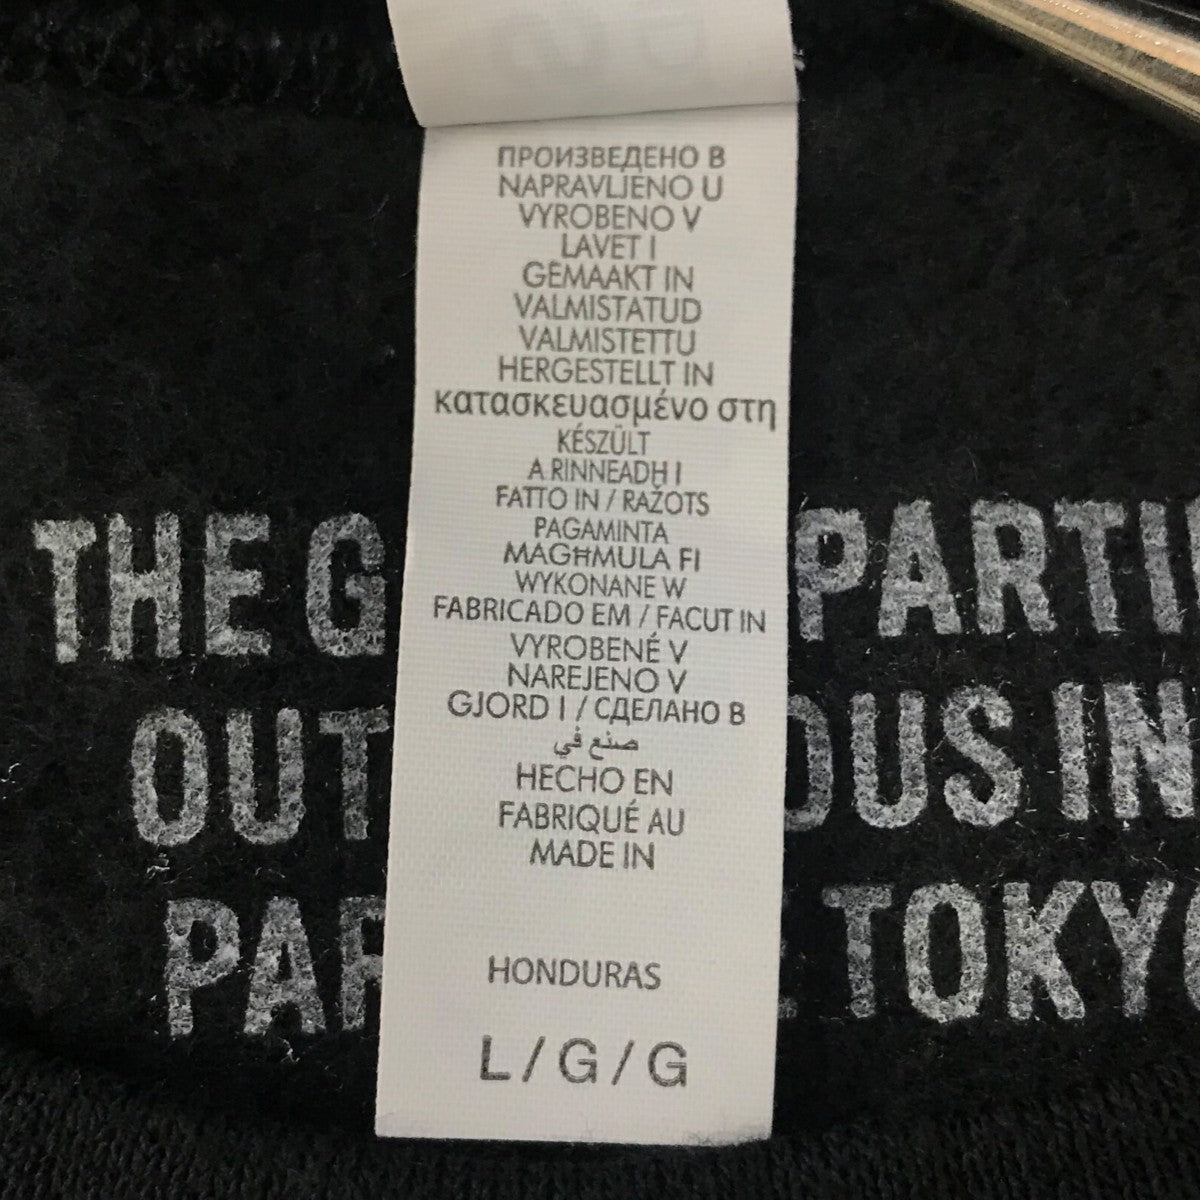 ПРОИЗВЕДЕНО В
NAPRAVLJENO U
VYROBENO V
LAVET I
GEMAAKT IN
VALMISTATUD
VALMISTETTU
HERGESTELLT IN
κατασκευασμένο στη
KÉSZÜLT
A RINNEADH I
FATTO IN / RAŽOTS
PAGAMINTA
MAGĦMULA FI
WYKONANE W
FABRICADO EM / FACUT IN
VYROBENÉ V
NAREJENO V
GJORD I / СДЕЛАНО В
صنع في
HECHO EN
FABRIQUÉ AU
MADE IN
HONDURAS
L / G / G
THE G PARTI
OUT OUS IN
PAR TOKYO